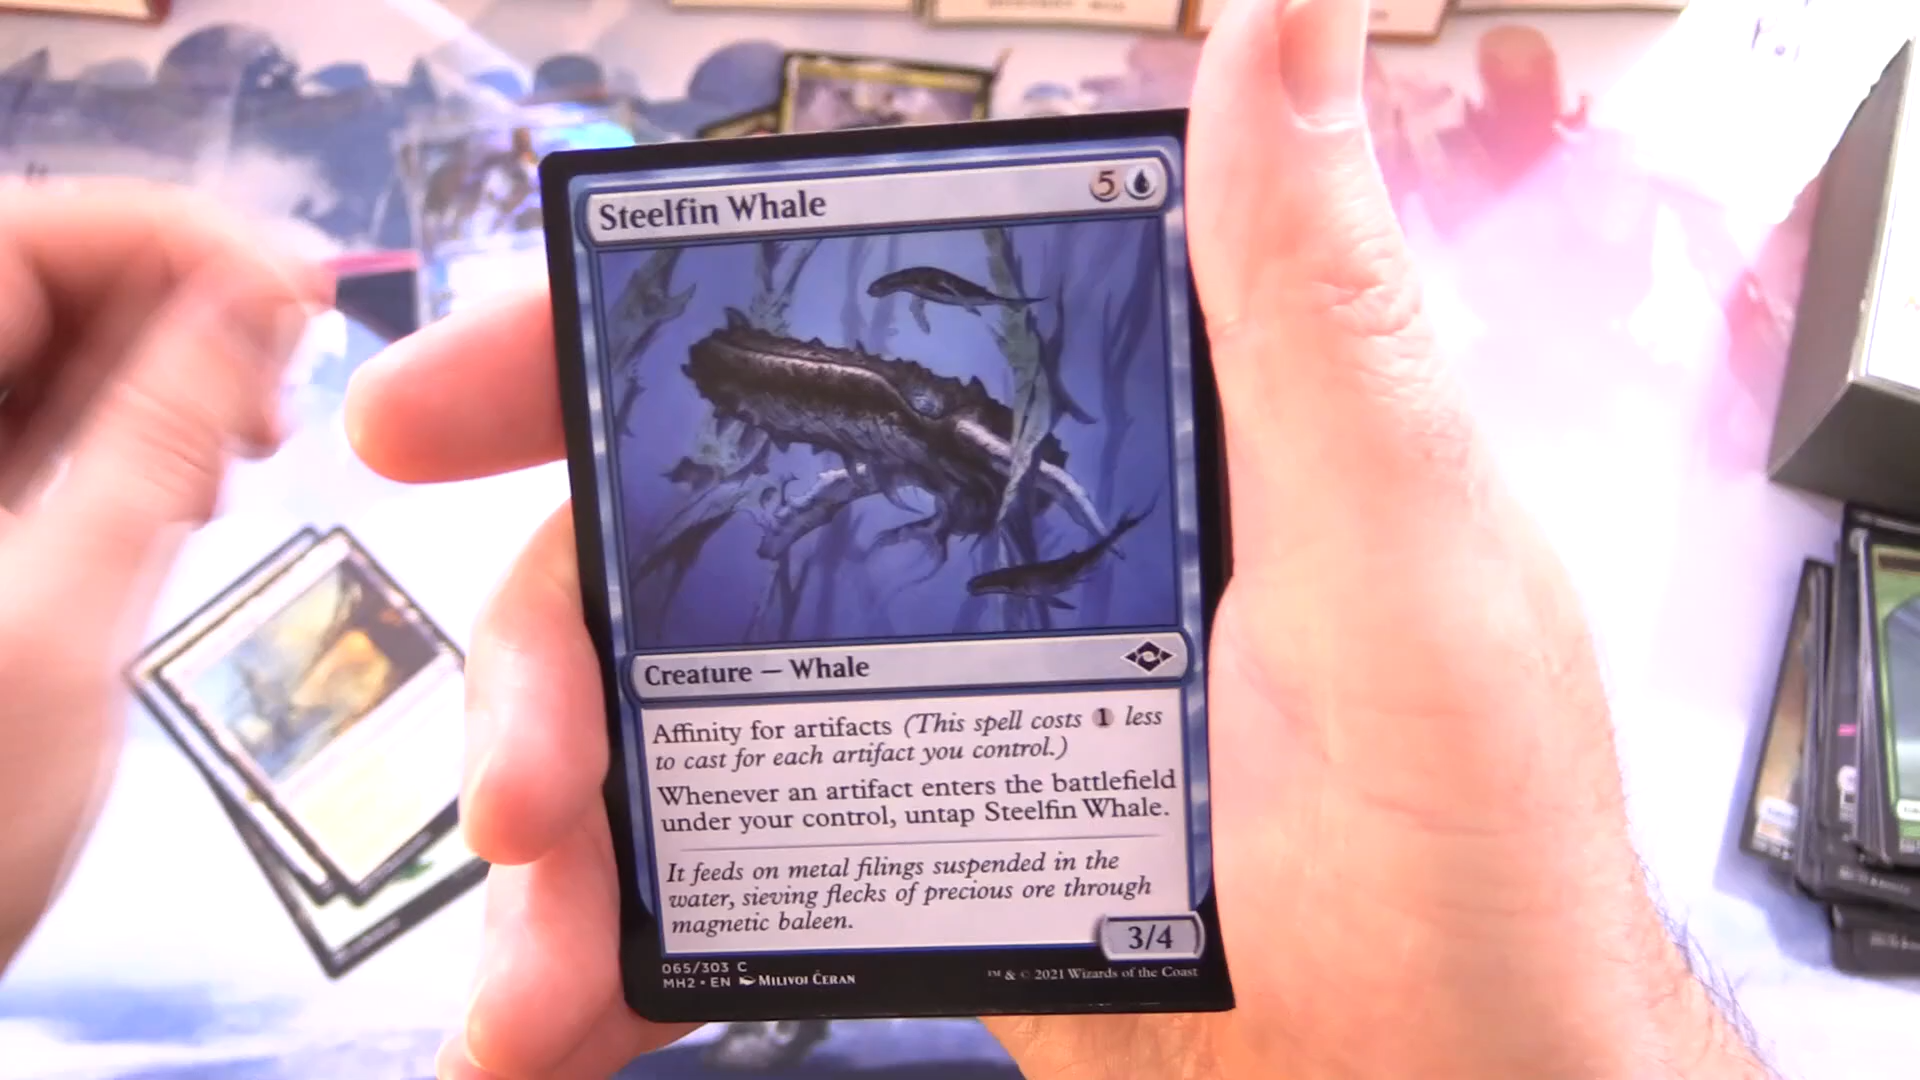 Steelfin Whale 5
Creature — Whale
Affinity for artifacts (This spell costs 1 less
to cast for each artifact you control.)
Whenever an artifact enters the battlefield
under your control, untap Steelfin Whale.
It feeds on metal filings suspended in the
water, sieving flecks of precious ore through
magnetic baleen.
3/4
065/303 C
MH2 • EN Milivoj Ćeran
™ & © 2021 Wizards of the Coast